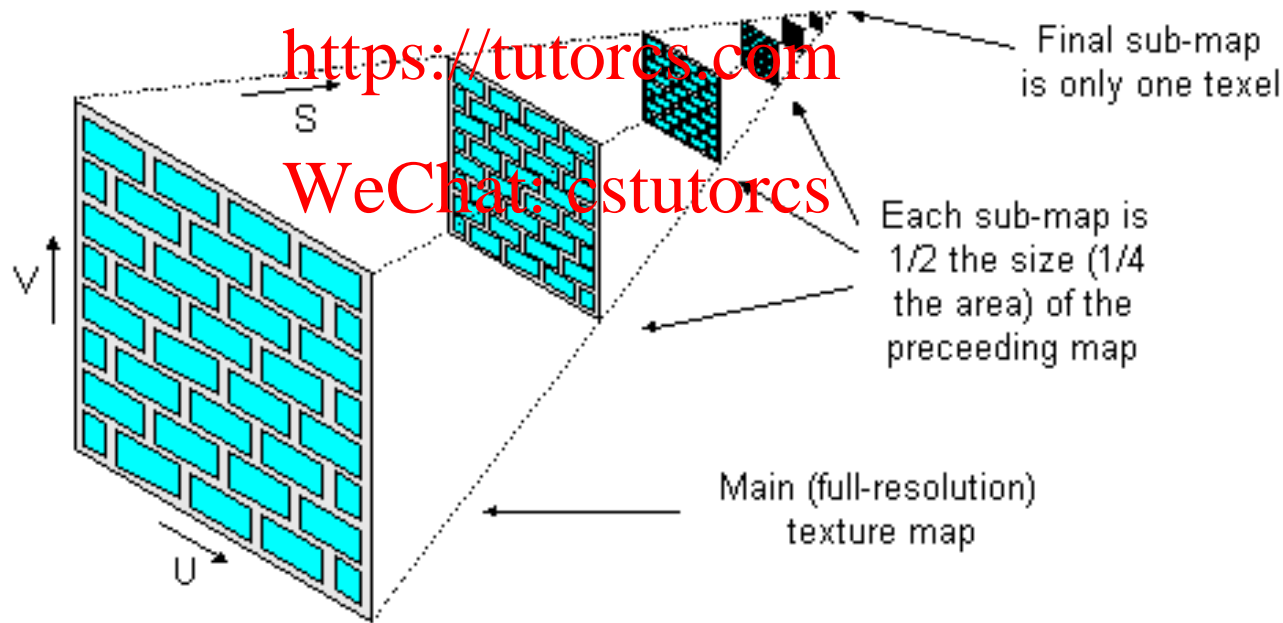 https://tutorcs.com
WeChat: cstutorcs
S
V
U
Final sub-map
is only one texel
Each sub-map is
1/2 the size (1/4
the area) of the
preceeding map
Main (full-resolution)
texture map